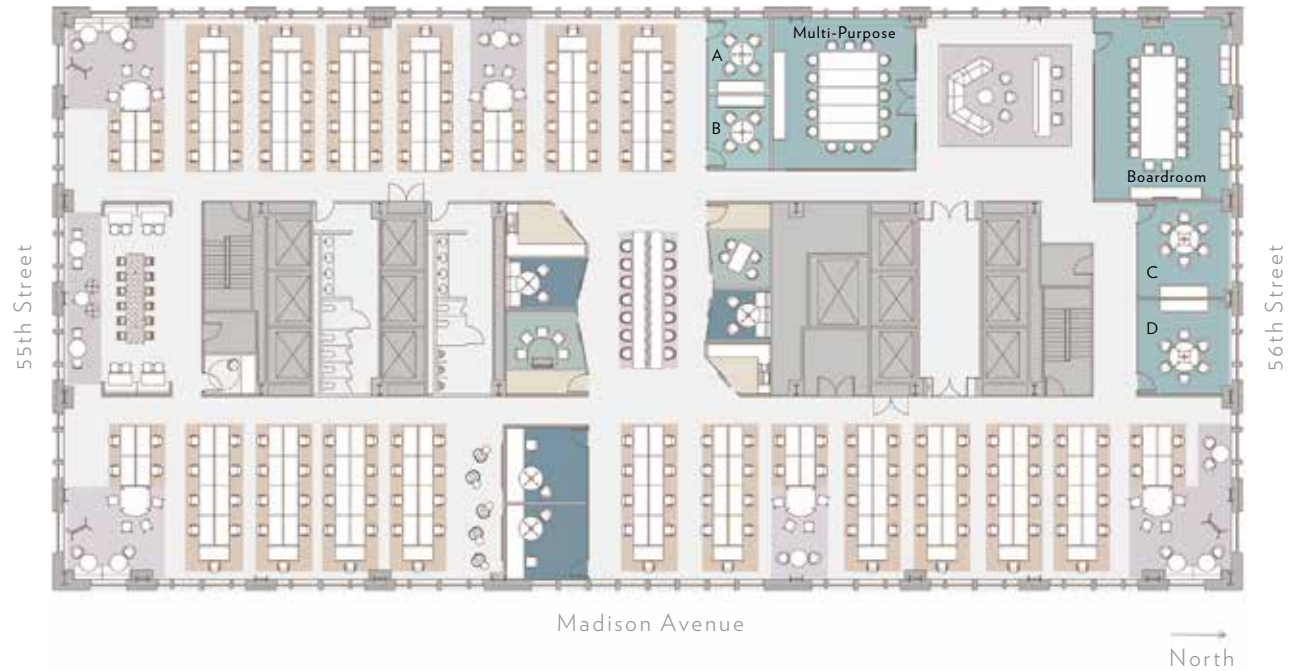 Multi-Purpose
A
B
Boardroom
C
D
55th Street
56th Street
Madison Avenue
North